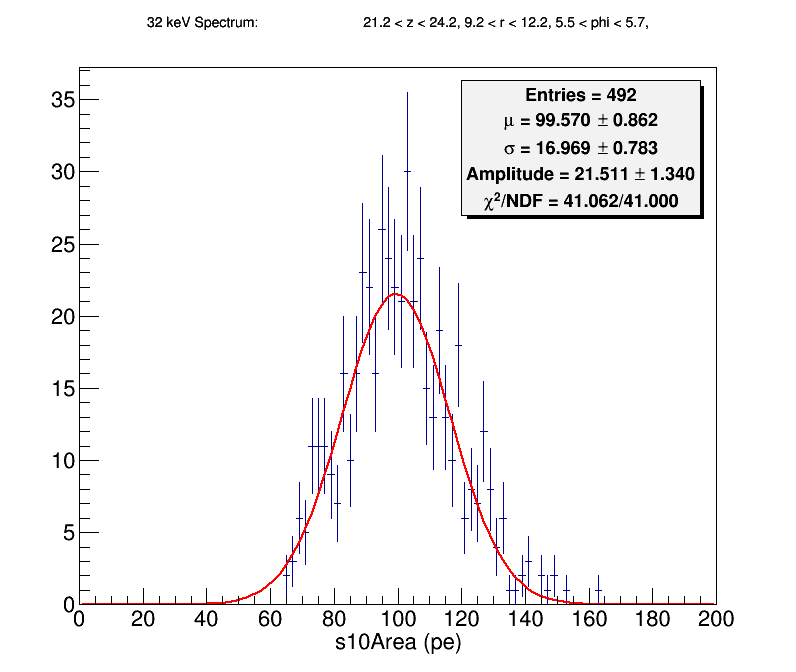 32 keV Spectrum: 21.2 < z < 24.2, 9.2 < r < 12.2, 5.5 < phi < 5.7,
Entries = 492
μ = 99.570 ± 0.862
σ = 16.969 ± 0.783
Amplitude = 21.511 ± 1.340
χ²/NDF = 41.062/41.000
35
30
25
20
15
10
5
0
0 20 40 60 80 100 120 140 160 180 200
s10Area (pe)